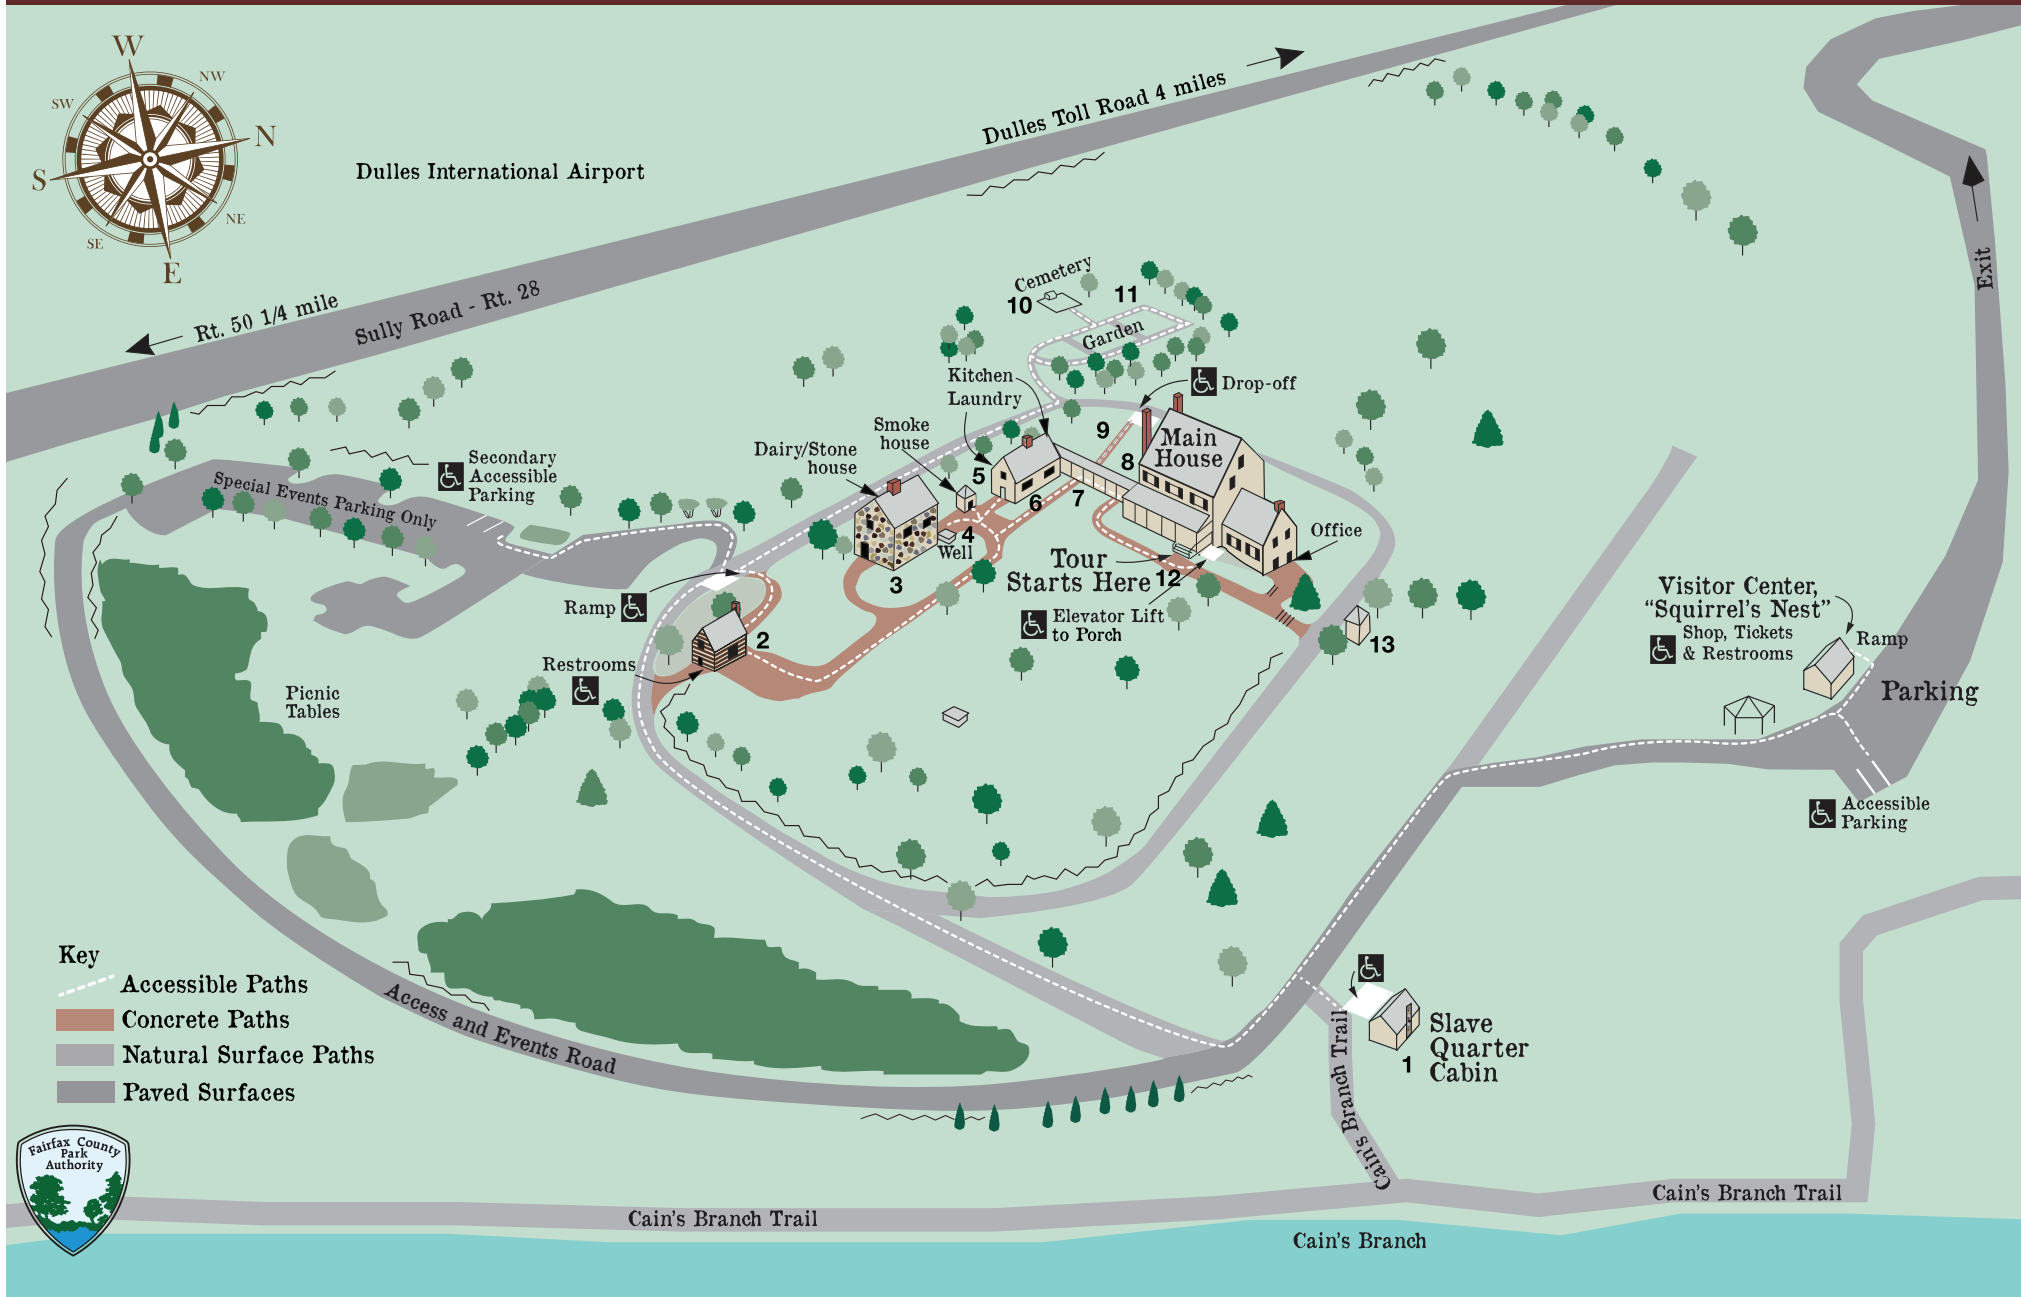 W
NW
SW
N
S
NE
SE
E
Dulles International Airport
Dulles Toll Road 4 miles
Rt. 50 1/4 mile
Sully Road - Rt. 28
Exit
Cemetery
10
11
Garden
Kitchen
Laundry
Drop-off
Smoke
house
Dairy/Stone
house
9
Main
House
8
5
6
7
4
Well
3
Secondary
Accessible
Parking
Special Events Parking Only
Office
Tour
Starts Here
12
Elevator Lift
to Porch
13
Ramp
2
Restrooms
Picnic
Tables
Visitor Center,
“Squirrel's Nest”
Shop, Tickets
& Restrooms
Ramp
Parking
Accessible
Parking
Key
Accessible Paths
Concrete Paths
Natural Surface Paths
Paved Surfaces
Access and Events Road
Slave
Quarter
Cabin
1
Cain's Branch Trail
Fairfax County
Park
Authority
Cain's Branch Trail
Cain's Branch Trail
Cain's Branch